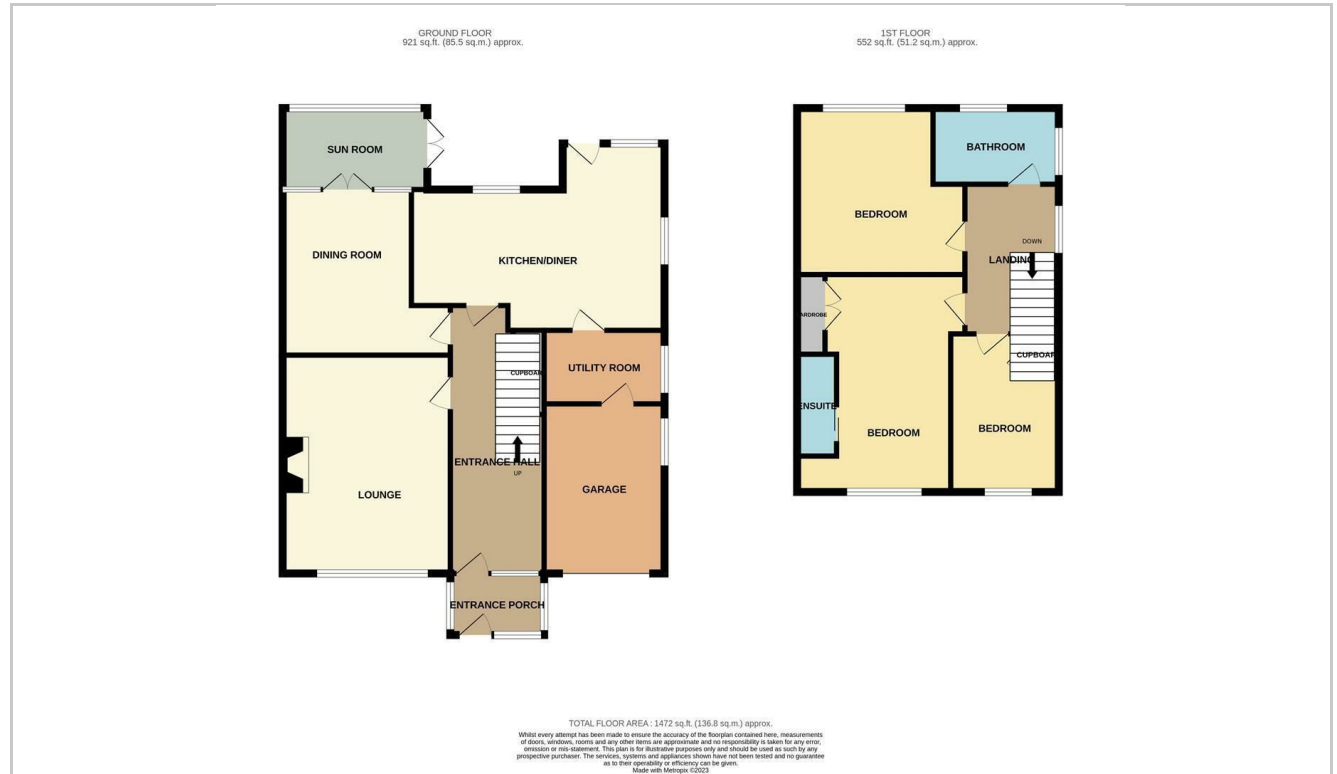 GROUND FLOOR
921 sq.ft. (85.5 sq.m.) approx.
SUN ROOM
DINING ROOM
KITCHEN/DINER
UTILITY ROOM
CUPBOAR
ENTRANCE HALL
UP
LOUNGE
GARAGE
ENTRANCE PORCH
1ST FLOOR
552 sq.ft. (51.2 sq.m.) approx.
BATHROOM
BEDROOM
DOWN
LANDING
ARDROBE
CUPBOAR
ENSUITE
BEDROOM
BEDROOM
TOTAL FLOOR AREA : 1472 sq.ft. (136.8 sq.m.) approx.
Whilst every attempt has been made to ensure the accuracy of the floorplan contained here, measurements
of doors, windows, rooms and any other items are approximate and no responsibility is taken for any error,
omission or mis-statement. This plan is for illustrative purposes only and should be used as such by any
prospective purchaser. The services, systems and appliances shown have not been tested and no guarantee
as to their operability or efficiency can be given.
Made with Metropix ©2023